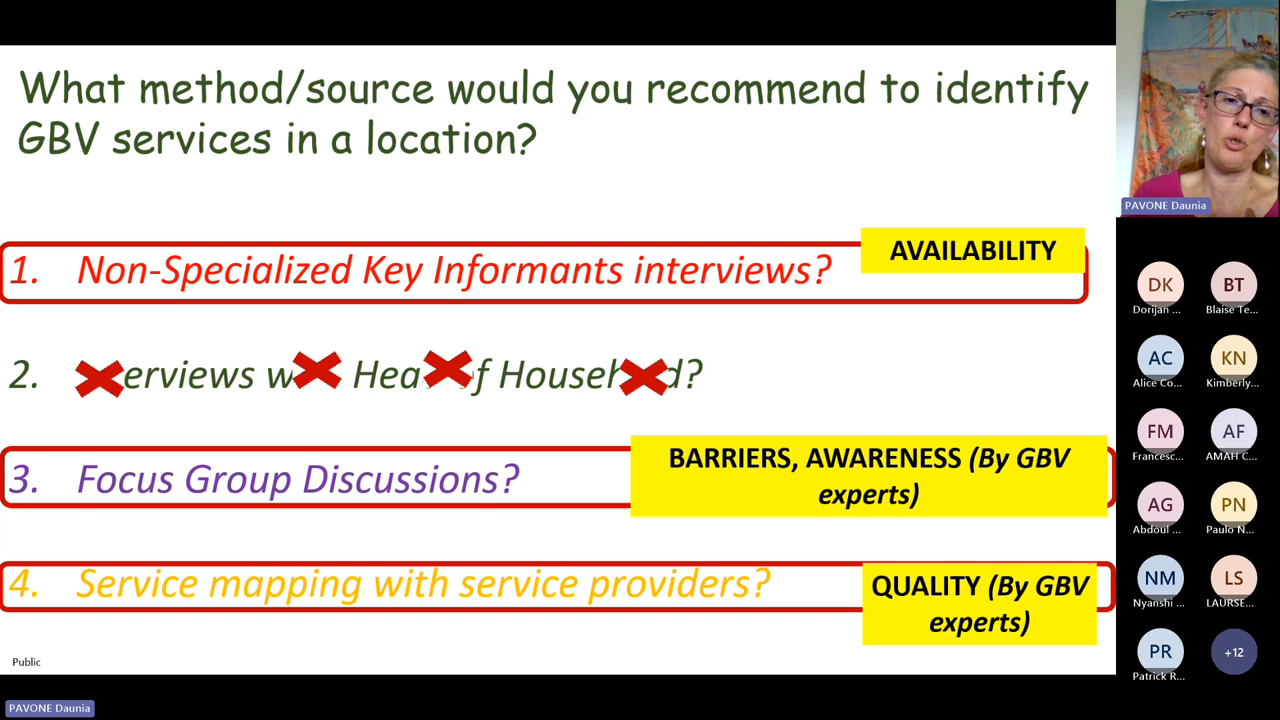 What method/source would you recommend to identify
GBV services in a location?
AVAILABILITY
1. Non-Specialized Key Informants interviews?
2. erviews w Hea f Househ d?
BARRIERS, AWARENESS (By GBV
experts)
3. Focus Group Discussions?
4. Service mapping with service providers?
QUALITY (By GBV
experts)
Public
PAVONE Daunia
PAVONE Daunia
DK
BT
Dorijan ...
Blaise Te...
AC
KN
Alice Co...
Kimberly...
FM
AF
Francesc...
AMAH C...
AG
PN
Abdoul ...
Paulo N...
NM
LS
Nyanshi ...
LAURSE...
PR
+12
Patrick R...